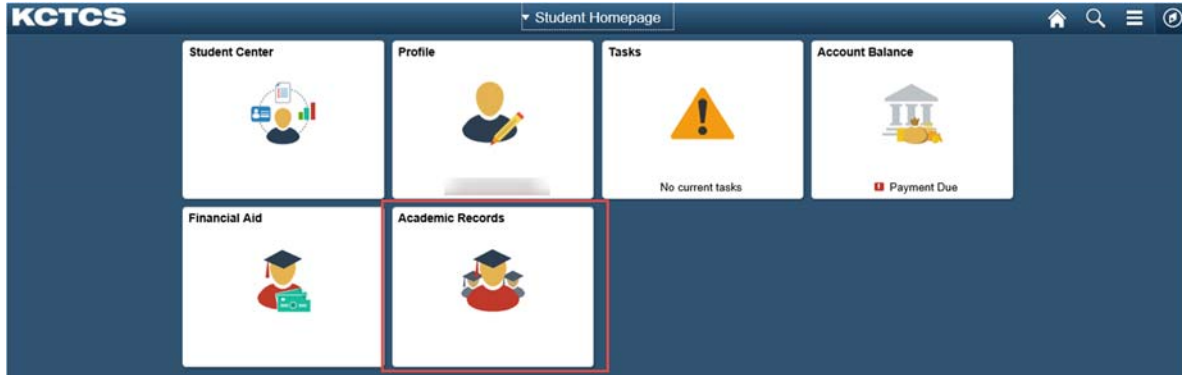 KCTCS
Student Homepage
Student Center
Profile
Tasks
Account Balance
No current tasks
Payment Due
Financial Aid
Academic Records